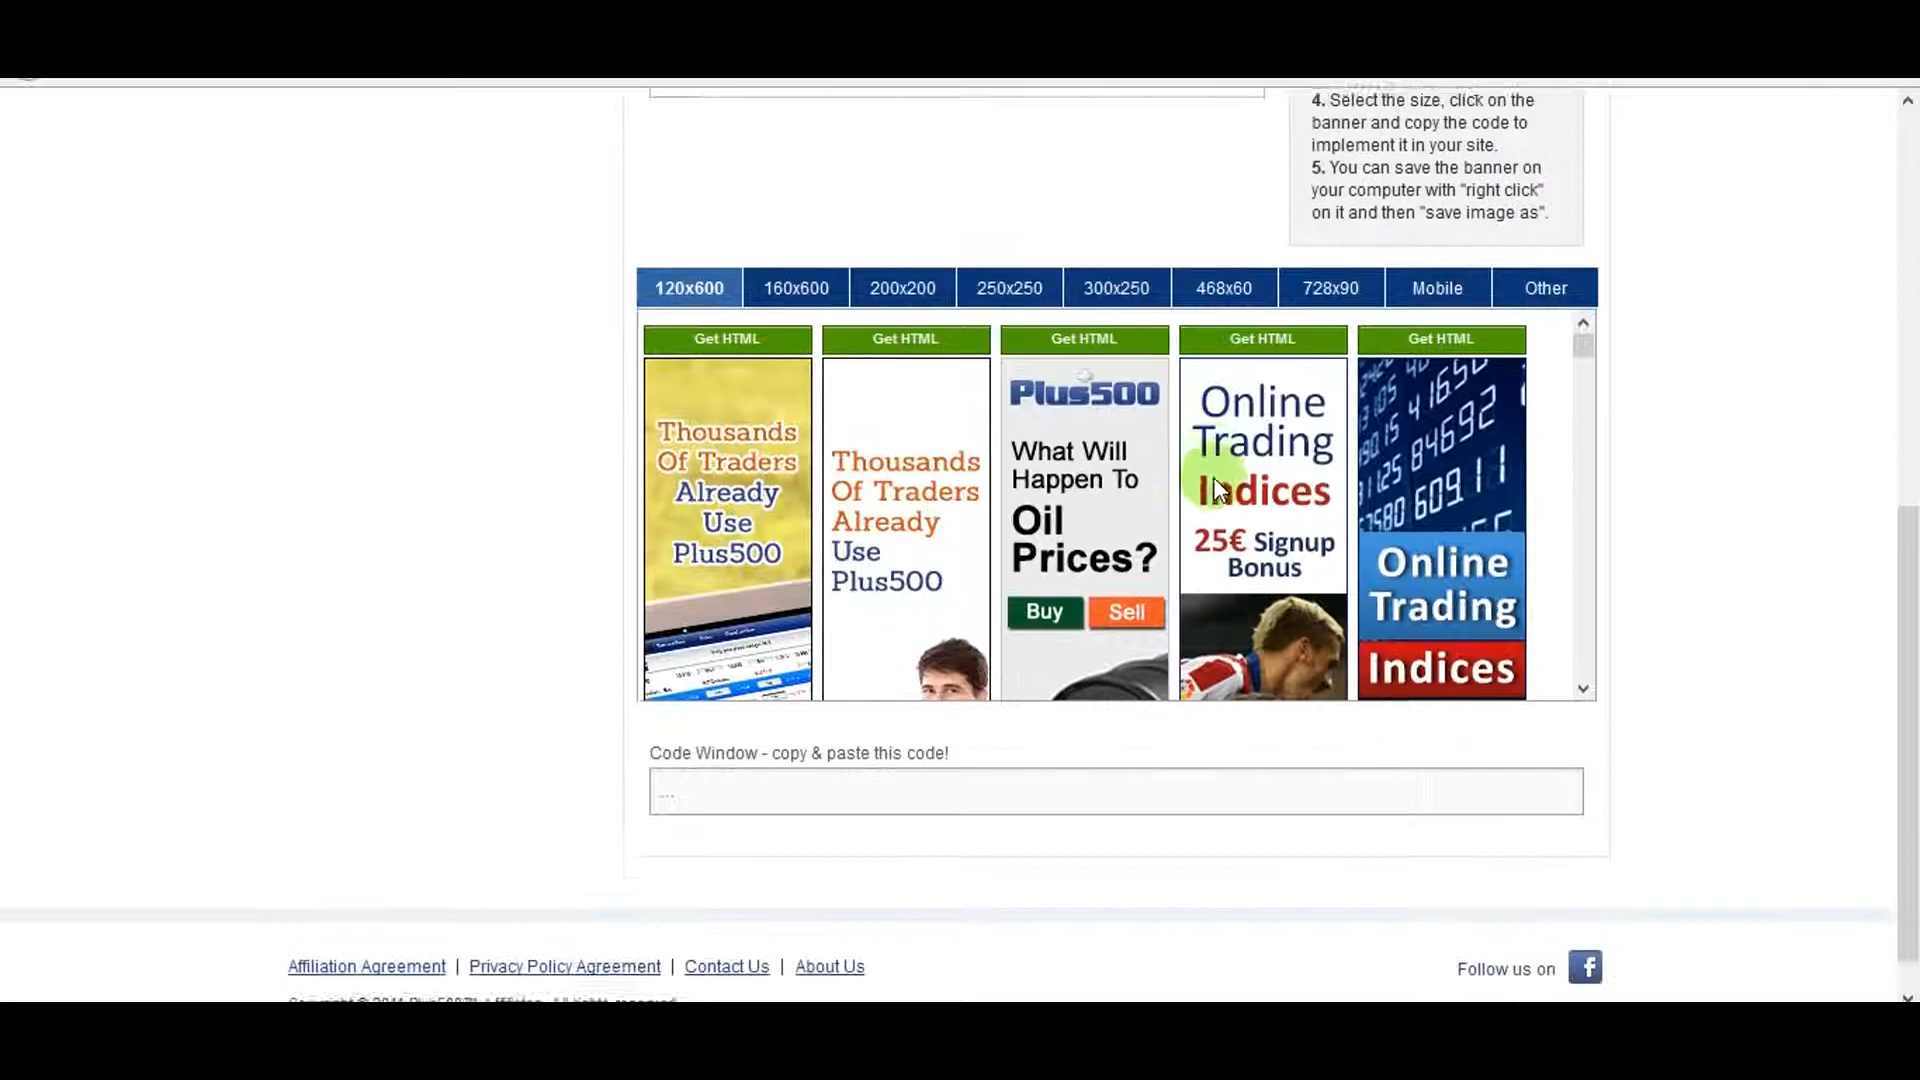 4. Select the size, click on the
banner and copy the code to
implement it in your site.
5. You can save the banner on
your computer with "right click"
on it and then "save image as".
120x600 160x600 200x200 250x250 300x250 468x60 728x90 Mobile Other
Get HTML Get HTML Get HTML Get HTML Get HTML
Thousands
Of Traders
Already
Use
Plus500
Thousands
Of Traders
Already
Use
Plus500
Plus500
What Will
Happen To
Oil
Prices?
Buy Sell
Online
Trading
Indices
25€ Signup
Bonus
84692
609.11
Online
Trading
Indices
Code Window - copy & paste this code!
...
Affiliation Agreement | Privacy Policy Agreement | Contact Us | About Us
Follow us on f